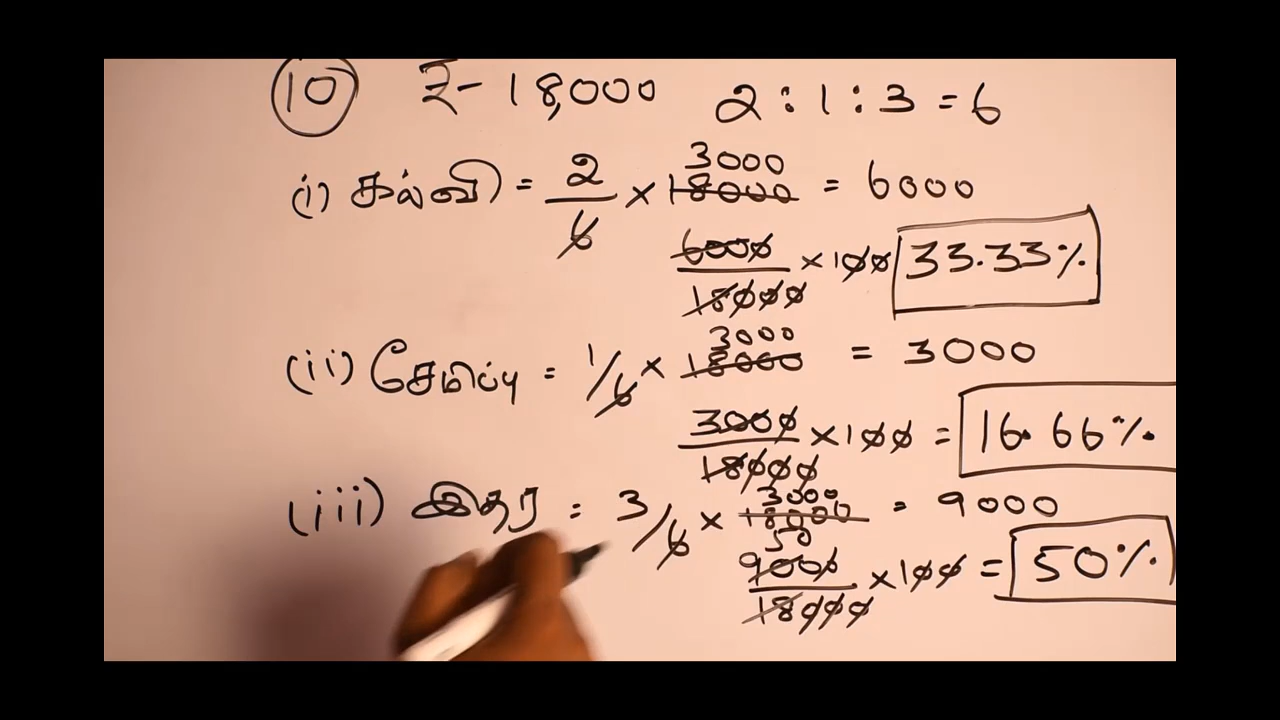 10 ₹- 18,000 2 : 1 : 3 = 6
3000
(i) கல்வி = 2/6 × 18000 = 6000
6000/18000 × 100 33.33%
3000
(ii) சேமிப்பு = 1/6 × 18000 = 3000
3000/18000 × 100 = 16.66%
3000
(iii) இதர = 3/6 × 18000 = 9000
50
9000/18000 × 100 = 50%